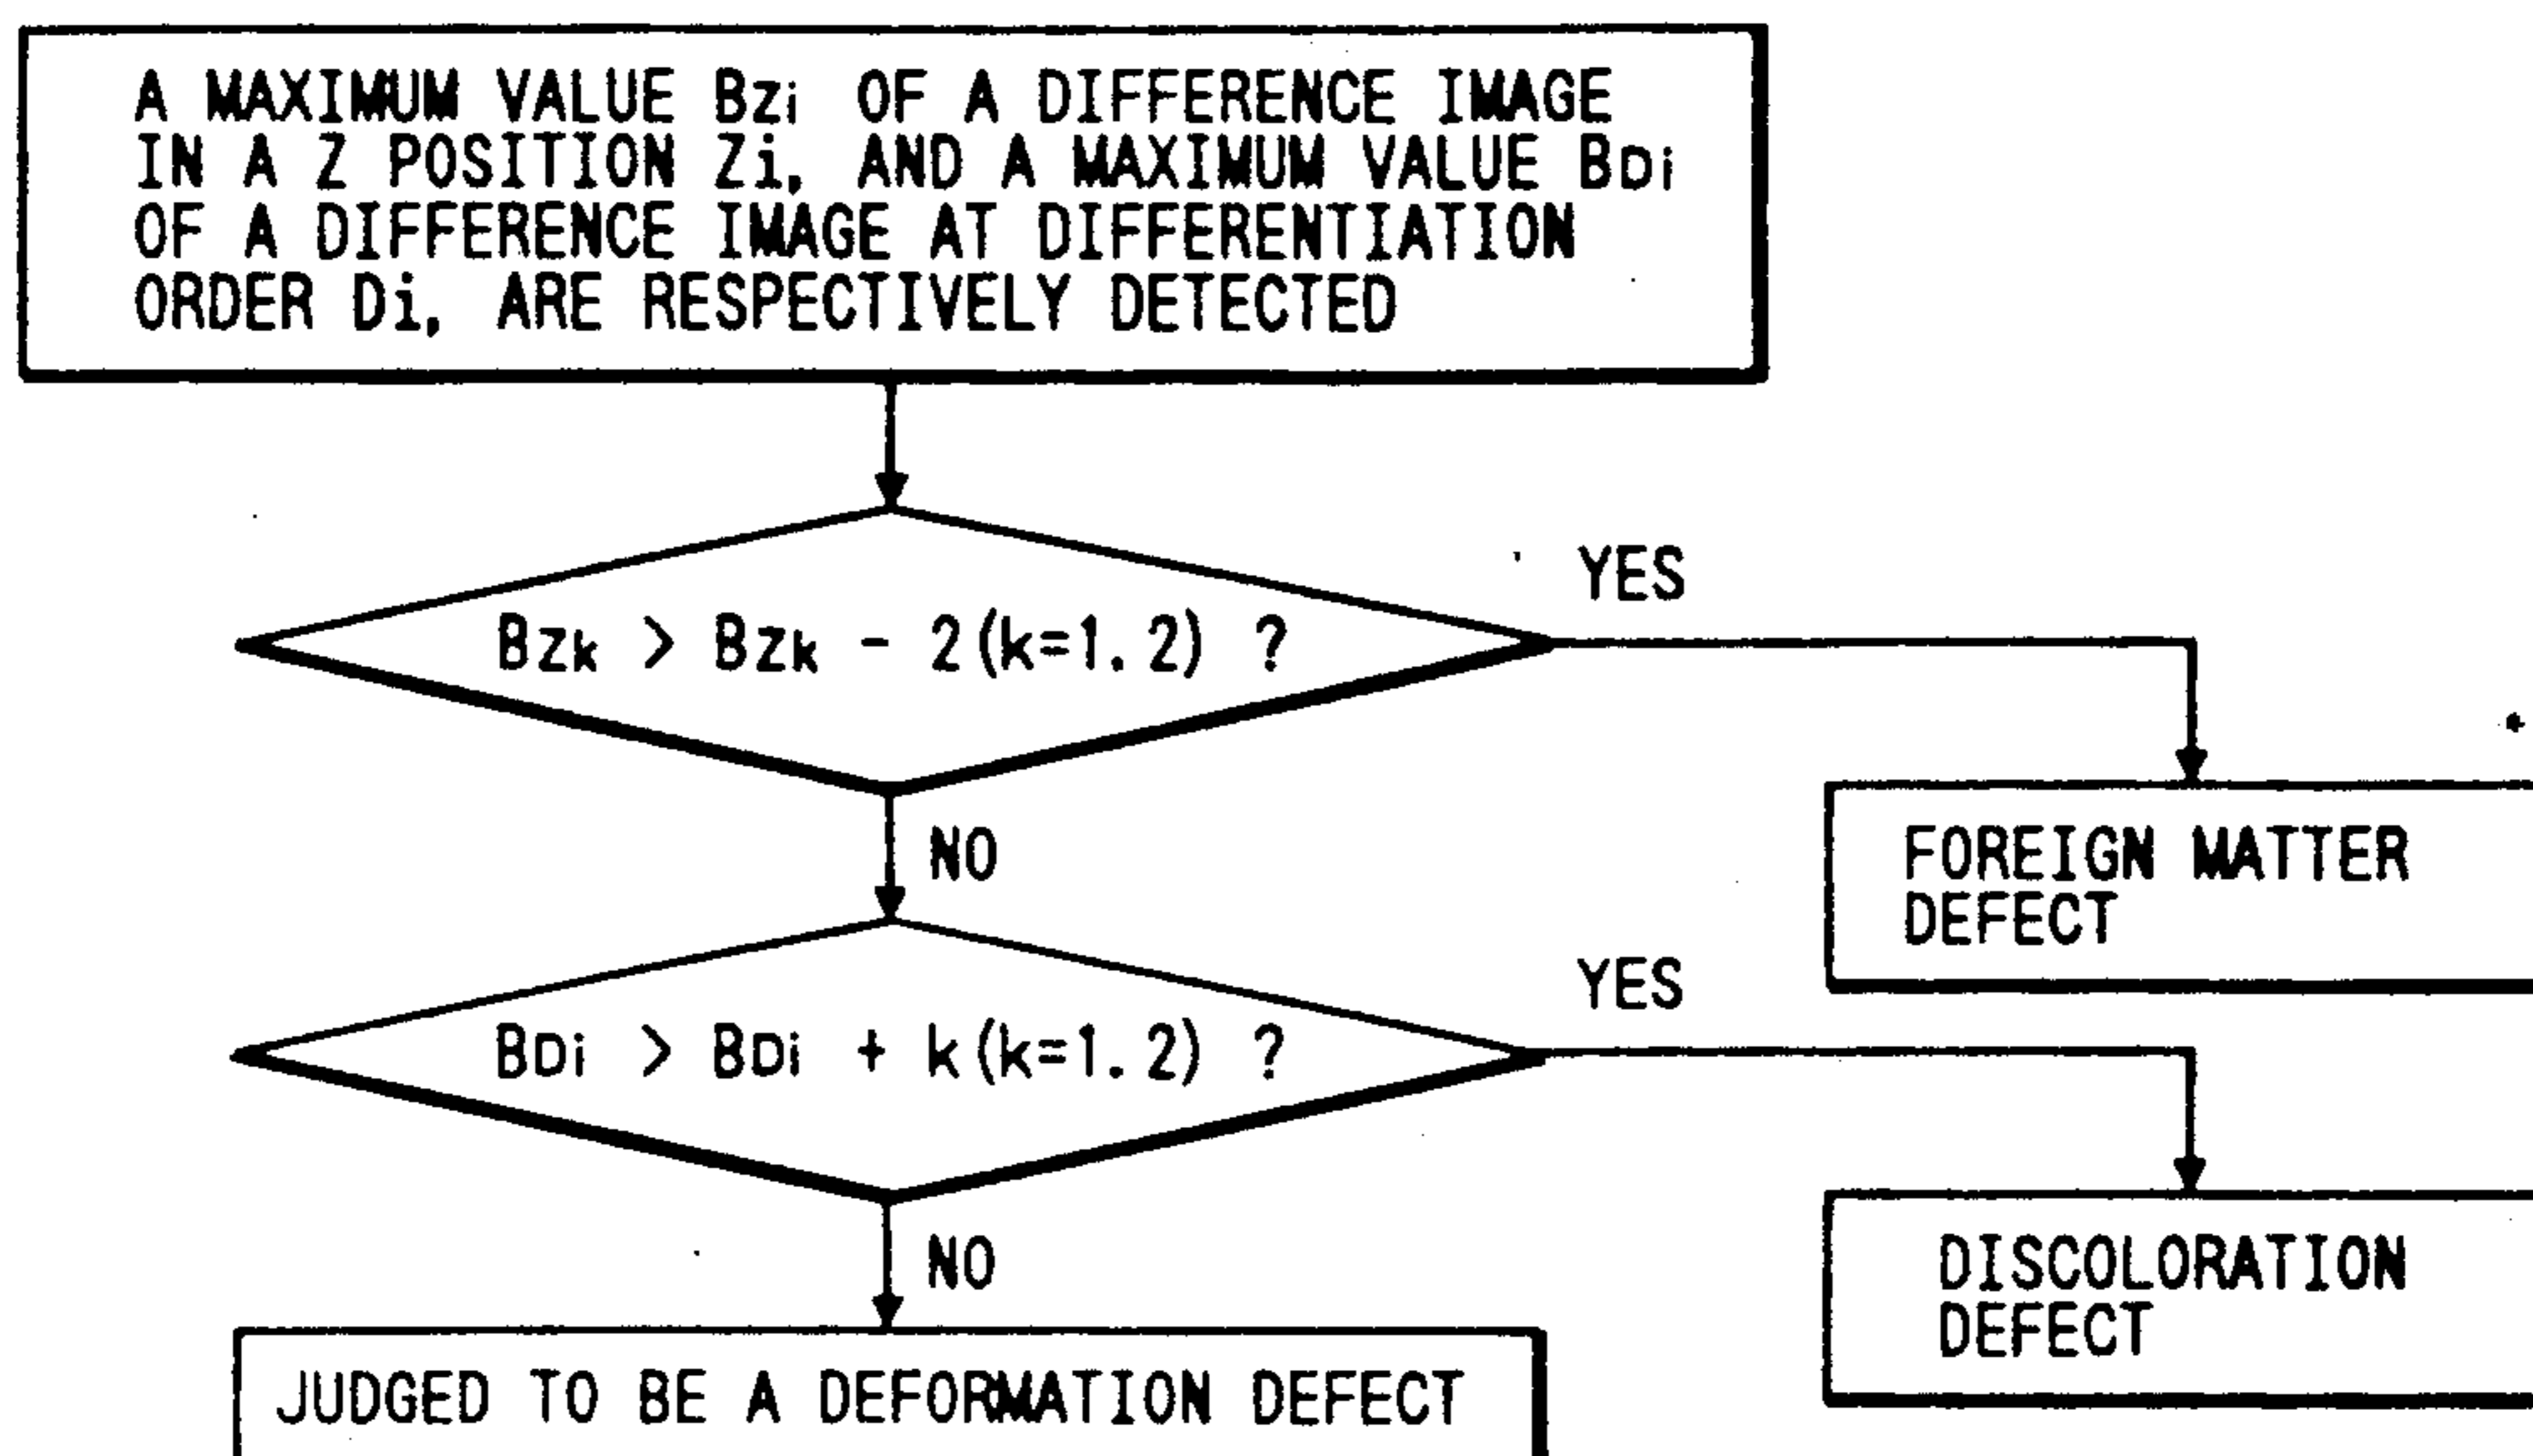 A MAXIMUM VALUE Bzi OF A DIFFERENCE IMAGE
IN A Z POSITION Zi, AND A MAXIMUM VALUE BDi
OF A DIFFERENCE IMAGE AT DIFFERENTIATION
ORDER Di, ARE RESPECTIVELY DETECTED
Bzk > Bzk - 2(k=1.2) ?
YES
NO
FOREIGN MATTER
DEFECT
BDi > BDi + k(k=1.2) ?
YES
NO
DISCOLORATION
DEFECT
JUDGED TO BE A DEFORMATION DEFECT